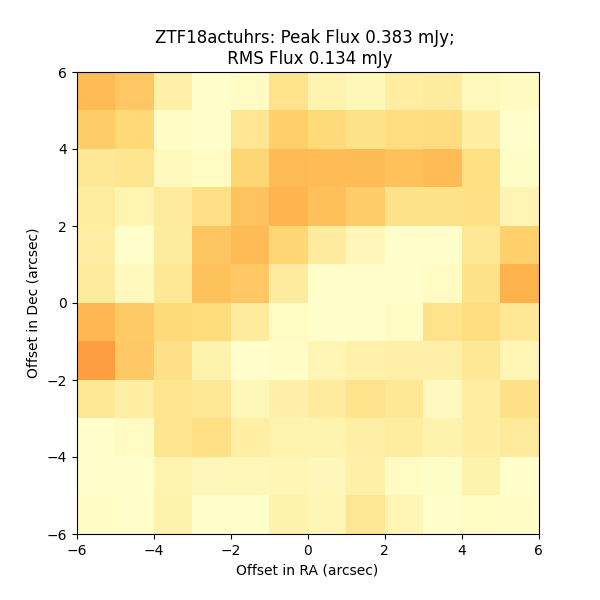 ZTF18actuhrs: Peak Flux 0.383 mJy;
RMS Flux 0.134 mJy
6
4
2
0
−2
−4
−6
Offset in Dec (arcsec)
−6 −4 −2 0 2 4 6
Offset in RA (arcsec)